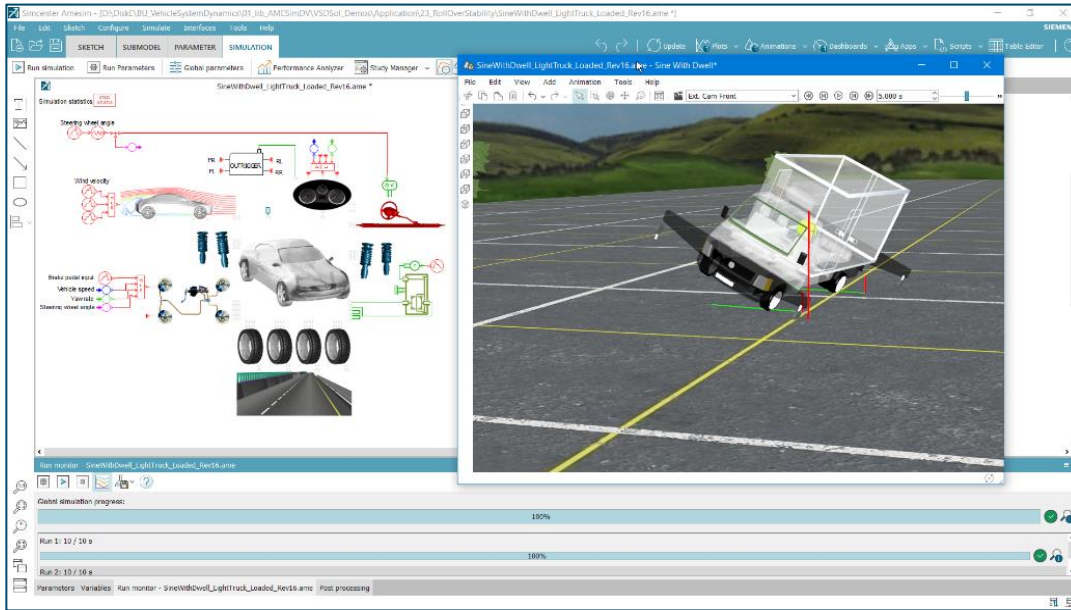 Simcenter Amesim - [D:\DiskE\BU_VehicleSystemDynamics\01_lib_AMESimDV\VSDSol_Demos\Application\23_RollOverStability\SineWithDwell_LightTruck_Loaded_Rev16.ame *]
File Edit Sketch Configure Simulate Interfaces Tools Help
SIEMEN
SKETCH SUBMODEL PARAMETER SIMULATION
Update Plots Animations Dashboards Apps Scripts Table Editor
Run simulation Run Parameters Global parameters Performance Analyzer Study Manager
SineWithDwell_LightTruck_Loaded_Rev16.ame *
Simulation statistics
Steering wheel angle
OUTRIGGER
FR
FL
RL
RR
Wind velocity
Brake pedal input
Vehicle speed
Yaw rate
Steering wheel angle
SineWithDwell_LightTruck_Loaded_Rev16.ame - Sine With Dwell*
File Edit View Add Animation Tools Help
Ext. Cam Front
5.000 s
Run monitor - SineWithDwell_LightTruck_Loaded_Rev16.ame
Global simulation progress:
100%
Run 1: 10 / 10 s
100%
Run 2: 10 / 10 s
Parameters Variables Run monitor - SineWithDwell_LightTruck_Loaded_Rev16.ame Post processing